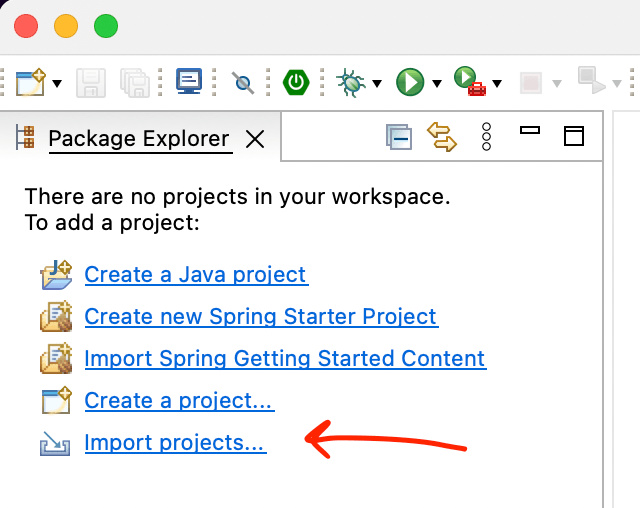 Package Explorer
There are no projects in your workspace.
To add a project:
Create a Java project
Create new Spring Starter Project
Import Spring Getting Started Content
Create a project...
Import projects...